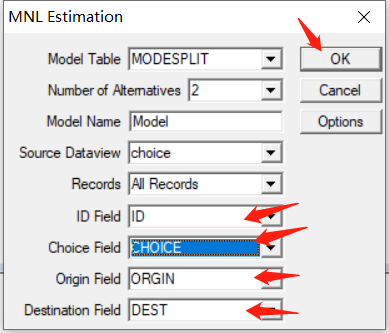 MNL Estimation
Model Table MODESPLIT OK
Number of Alternatives 2 Cancel
Model Name Model Options
Source Dataview choice
Records All Records
ID Field ID
Choice Field CHOICE
Origin Field ORGIN
Destination Field DEST